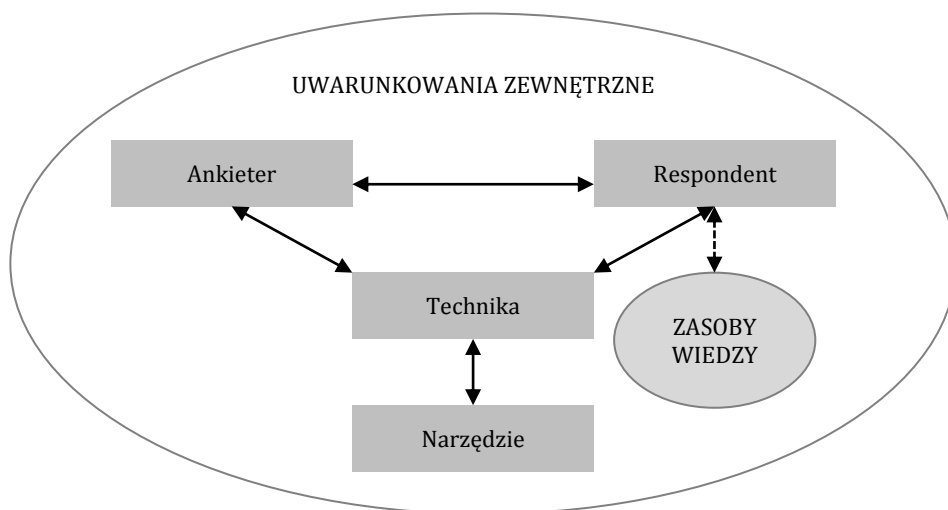 UWARUNKOWANIA ZEWNĘTRZNE
Ankieter
Respondent
Technika
ZASOBY
WIEDZY
Narzędzie